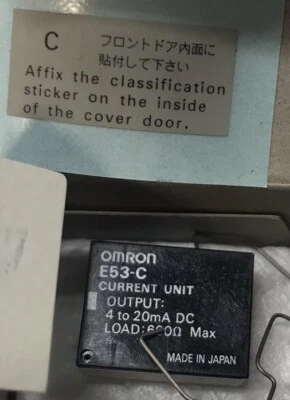 C
フロントドア内面に
貼付して下さい
Affix the classification
sticker on the inside
of the cover door.
OMRON
E53-C
CURRENT UNIT
OUTPUT:
4 to 20mA DC
LOAD: Max
MADE IN JAPAN